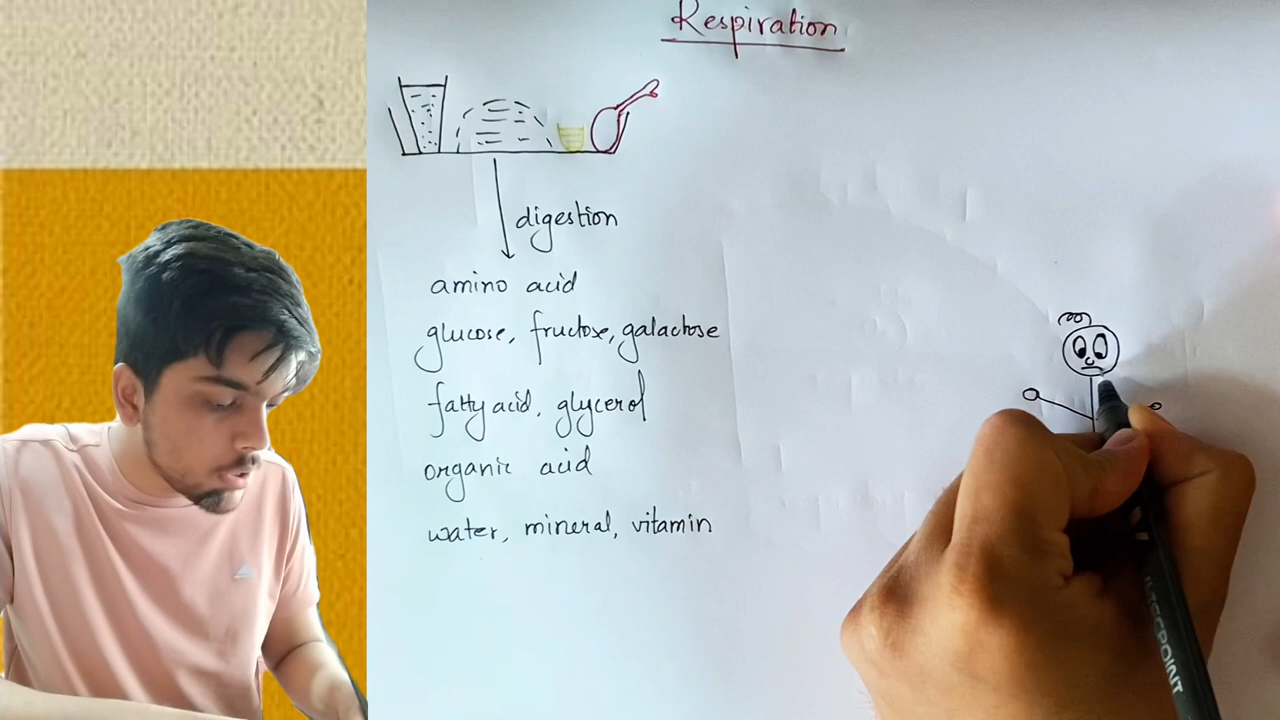 Respiration
digestion
amino acid
glucose, fructose, galactose
fatty acid, glycerol
organic acid
water, mineral, vitamin